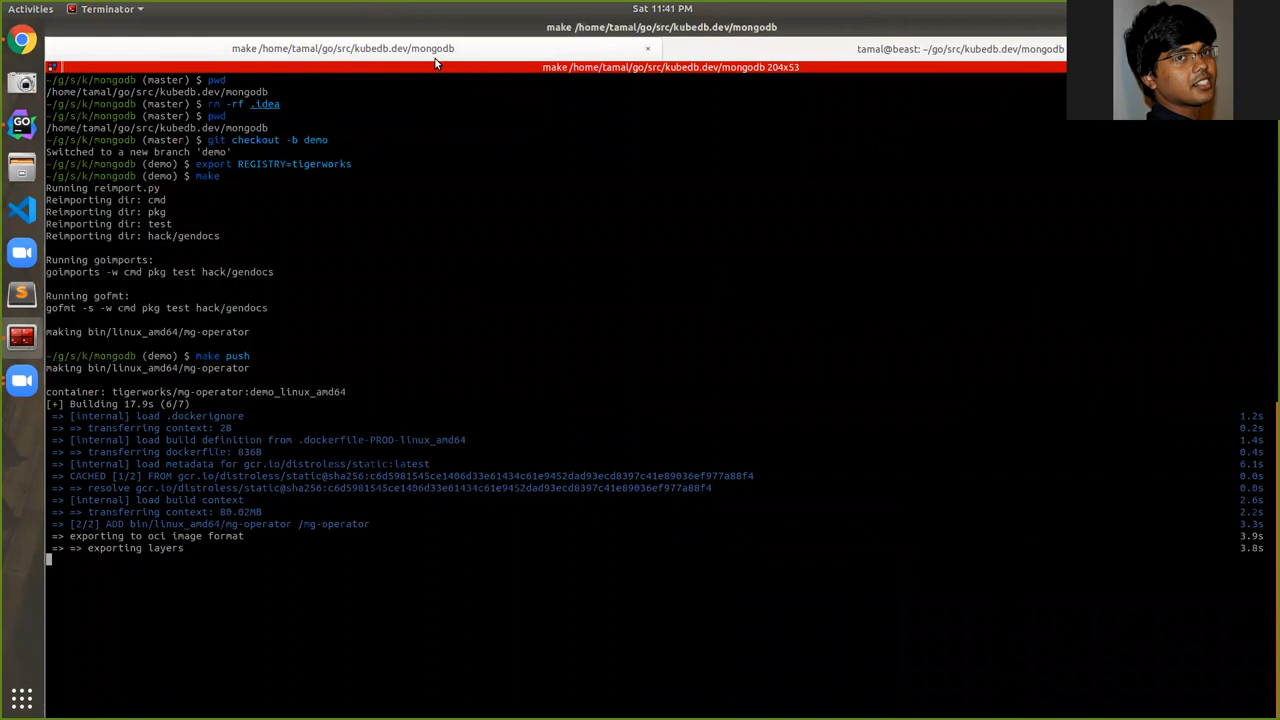 Activities
Terminator
Sat 11:41 PM
make /home/tamal/go/src/kubedb.dev/mongodb
make /home/tamal/go/src/kubedb.dev/mongodb
×
tamal@beast: ~/go/src/kubedb.dev/mongodb
make /home/tamal/go/src/kubedb.dev/mongodb 204x53
~/g/s/k/mongodb (master) $ pwd
/home/tamal/go/src/kubedb.dev/mongodb
~/g/s/k/mongodb (master) $ rm -rf .idea
~/g/s/k/mongodb (master) $ pwd
/home/tamal/go/src/kubedb.dev/mongodb
~/g/s/k/mongodb (master) $ git checkout -b demo
Switched to a new branch 'demo'
~/g/s/k/mongodb (demo) $ export REGISTRY=tigerworks
~/g/s/k/mongodb (demo) $ make
Running reimport.py
Reimporting dir: cmd
Reimporting dir: pkg
Reimporting dir: test
Reimporting dir: hack/gendocs
Running goimports:
goimports -w cmd pkg test hack/gendocs
Running gofmt:
gofmt -s -w cmd pkg test hack/gendocs
making bin/linux_amd64/mg-operator
~/g/s/k/mongodb (demo) $ make push
making bin/linux_amd64/mg-operator
container: tigerworks/mg-operator:demo_linux_amd64
[+] Building 17.9s (6/7)
=> [internal] load .dockerignore 1.2s
=> => transferring context: 2B 0.2s
=> [internal] load build definition from .dockerfile-PROD-linux_amd64 1.4s
=> => transferring dockerfile: 836B 0.4s
=> [internal] load metadata for gcr.io/distroless/static:latest 6.1s
=> CACHED [1/2] FROM gcr.io/distroless/static@sha256:c6d5981545ce1406d33e61434c61e9452dad93ecd8397c41e89036ef977a88f4 0.0s
=> => resolve gcr.io/distroless/static@sha256:c6d5981545ce1406d33e61434c61e9452dad93ecd8397c41e89036ef977a88f4 0.0s
=> [internal] load build context 2.6s
=> => transferring context: 80.02MB 2.2s
=> [2/2] ADD bin/linux_amd64/mg-operator /mg-operator 3.3s
=> exporting to oci image format 3.9s
=> => exporting layers 3.8s